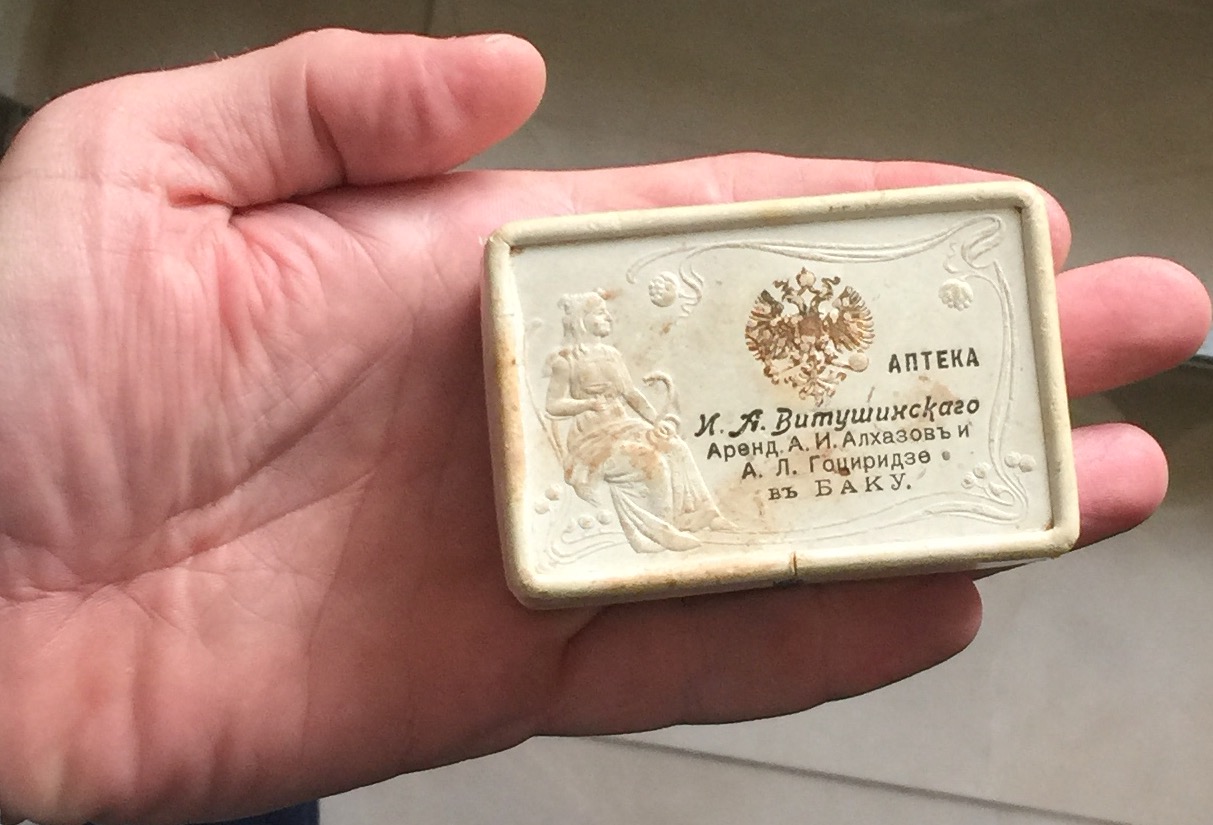 АПТЕКА
И. А. Витушинскаго
Аренд. А. И. Алхазовъ и
А. Л. Гоциридзе
въ БАКУ.